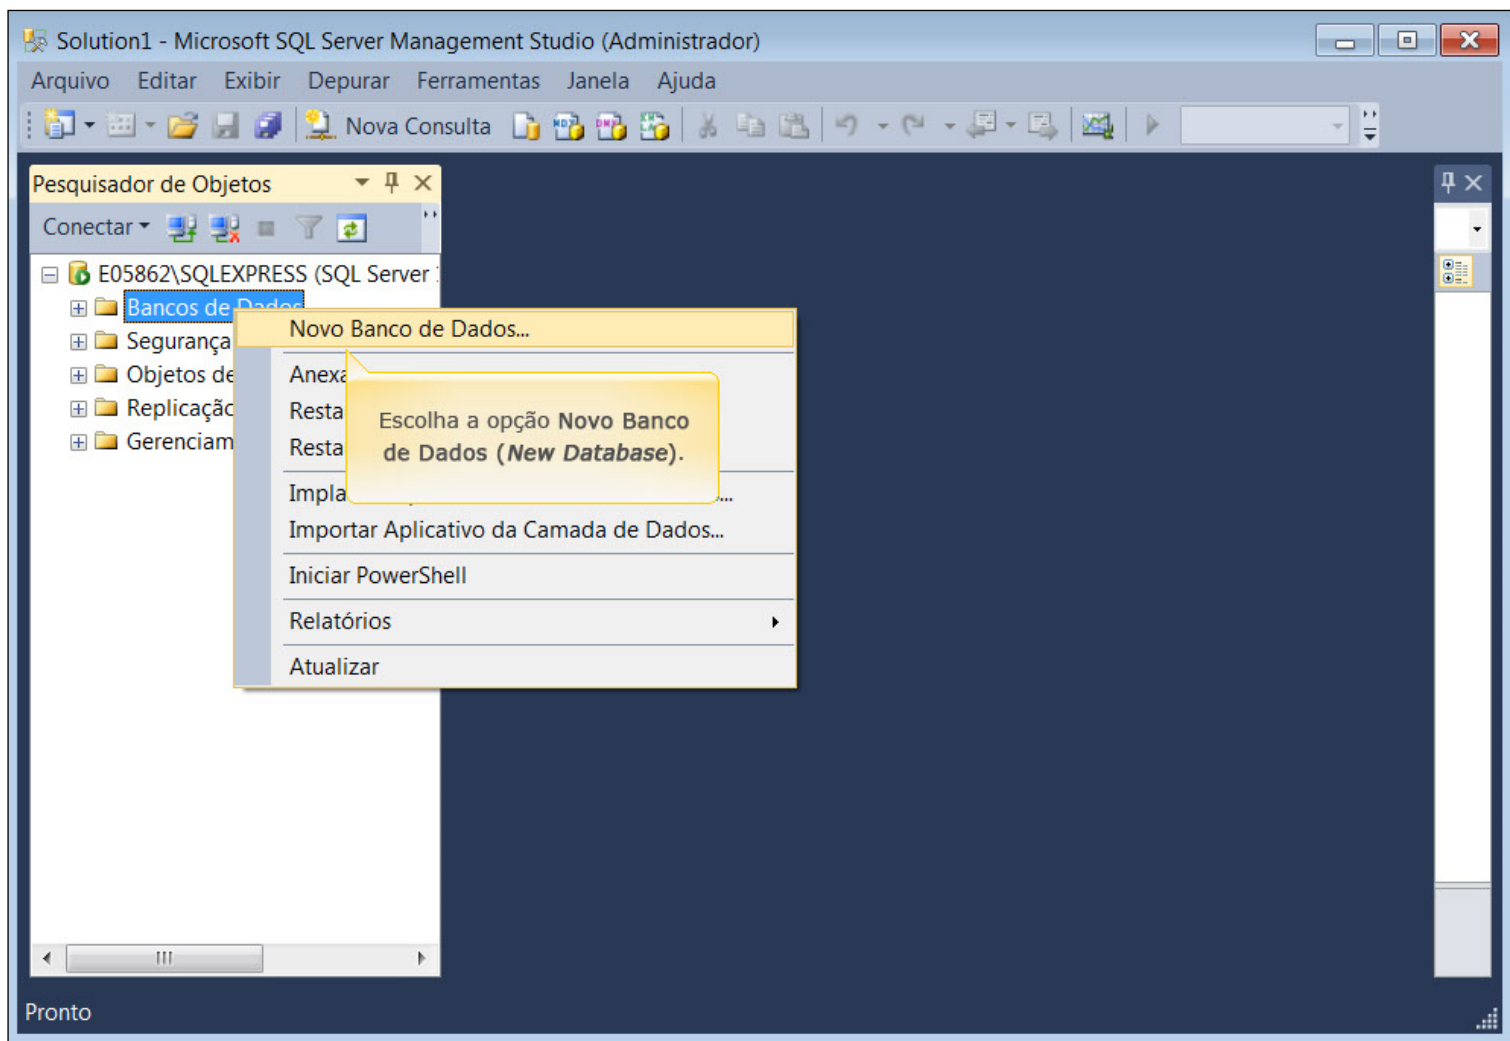 Solution1 - Microsoft SQL Server Management Studio (Administrador)
Arquivo Editar Exibir Depurar Ferramentas Janela Ajuda
Nova Consulta
Pesquisador de Objetos
Conectar
E05862\SQLEXPRESS (SQL Server
Bancos de Dados
Segurança
Objetos de
Replicação
Gerenciam
Novo Banco de Dados...
Anexa
Resta
Resta
Impla
Importar Aplicativo da Camada de Dados...
Iniciar PowerShell
Relatórios
Atualizar
Escolha a opção Novo Banco
de Dados (New Database).
Pronto